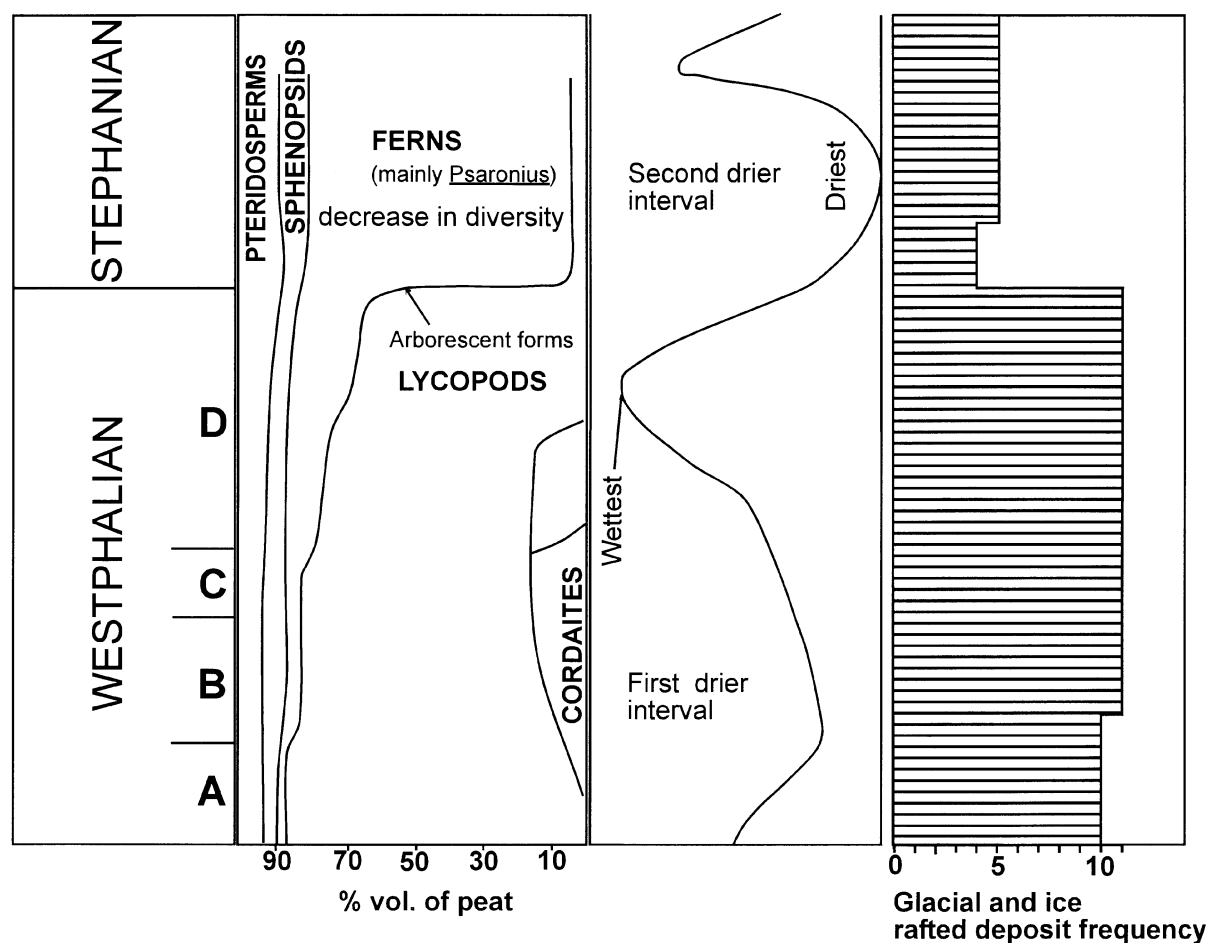 STEPHANIAN
WESTPHALIAN
D
C
B
A
PTERIDOSPERMS
SPHENOPSIDS
FERNS
(mainly Psaronius)
decrease in diversity
Arborescent forms
LYCOPODS
CORDAITES
90 70 50 30 10
% vol. of peat
Second drier
interval
Driest
Wettest
First drier
interval
0 5 10
Glacial and ice
rafted deposit frequency